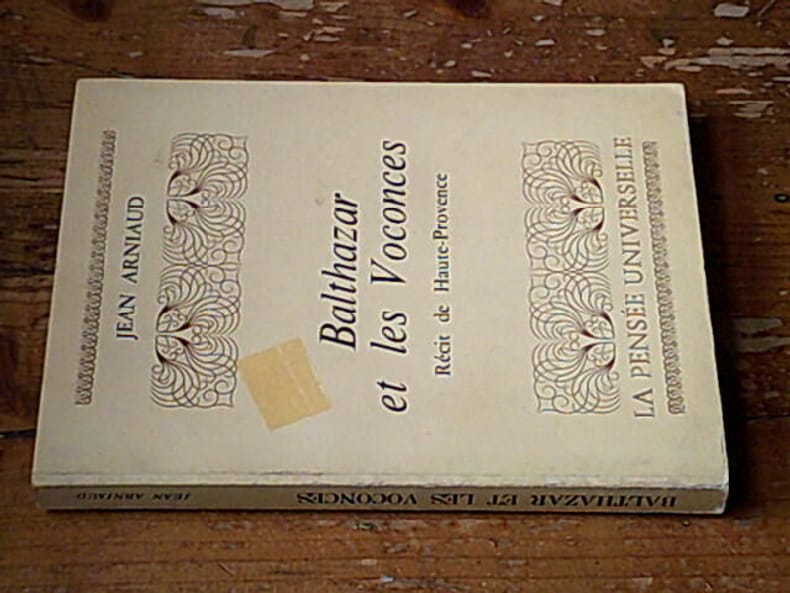 JEAN ARNIAUD
Balthazar
et les Voconces
Récit de Haute-Provence
LA PENSÉE UNIVERSELLE
JEAN ARNIAUD
BALTHAZAR ET LES VOCONCES